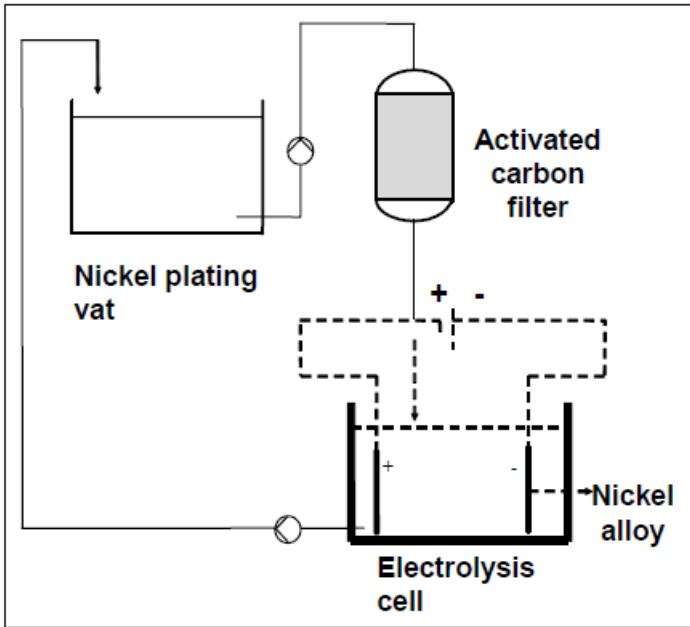 Activated
carbon
filter
Nickel plating
vat
+ -
+ -
Nickel
alloy
Electrolysis
cell